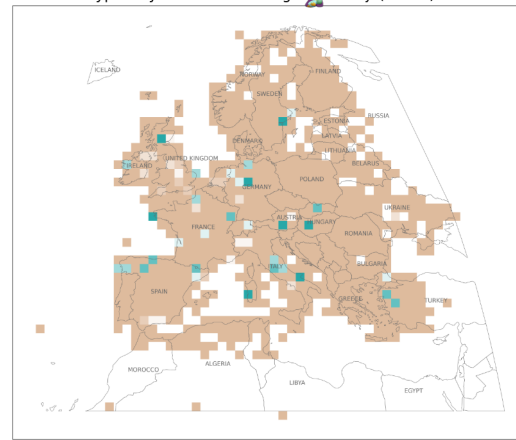 ICELAND
NORWAY
FINLAND
SWEDEN
RUSSIA
ESTONIA
LATVIA
LITHUANIA
DENMARK
UNITED KINGDOM
IRELAND
BELARUS
POLAND
GERMANY
UKRAINE
AUSTRIA
HUNGARY
FRANCE
ROMANIA
ITALY
BULGARIA
SPAIN
GREECE
TURKEY
MOROCCO
ALGERIA
LIBYA
EGYPT